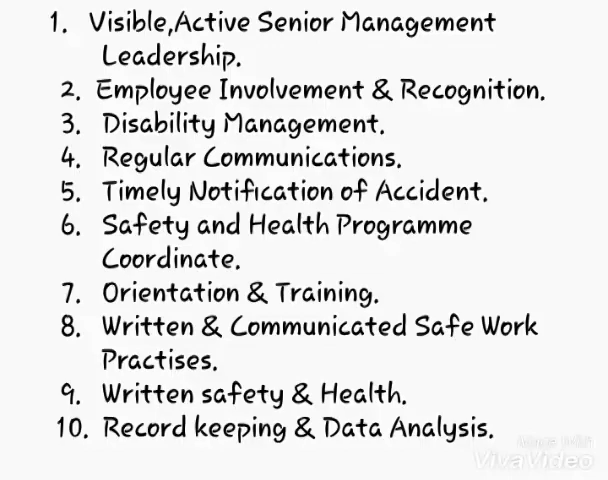 1. Visible,Active Senior Management
Leadership.
2. Employee Involvement & Recognition.
3. Disability Management.
4. Regular Communications.
5. Timely Notification of Accident.
6. Safety and Health Programme
Coordinate.
7. Orientation & Training.
8. Written & Communicated Safe Work
Practises.
9. Written safety & Health.
10. Record keeping & Data Analysis.
Made With
VivaVideo